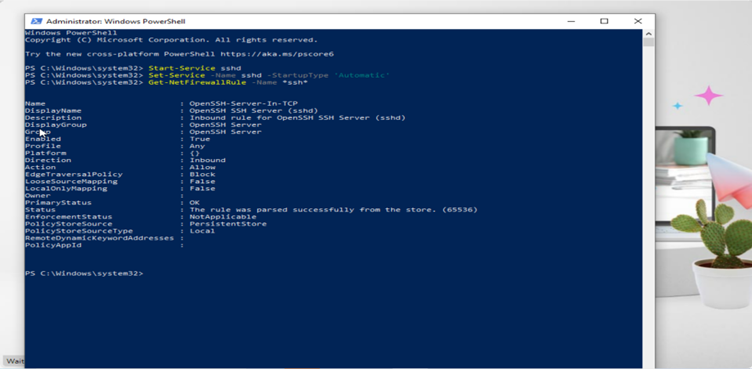 Administrator: Windows PowerShell
Windows PowerShell
Copyright (C) Microsoft Corporation. All rights reserved.
Try the new cross-platform PowerShell https://aka.ms/pscore6
PS C:\Windows\system32> Start-Service sshd
PS C:\Windows\system32> Set-Service -Name sshd -StartupType 'Automatic'
PS C:\Windows\system32> Get-NetFirewallRule -Name *ssh*
Name : OpenSSH-Server-In-TCP
DisplayName : OpenSSH SSH Server (sshd)
Description : Inbound rule for OpenSSH SSH Server (sshd)
DisplayGroup : OpenSSH Server
Group : OpenSSH Server
Enabled : True
Profile : Any
Platform : {}
Direction : Inbound
Action : Allow
EdgeTraversalPolicy : Block
LooseSourceMapping : False
LocalOnlyMapping : False
Owner :
PrimaryStatus : OK
Status : The rule was parsed successfully from the store. (65536)
EnforcementStatus : NotApplicable
PolicyStoreSource : PersistentStore
PolicyStoreSourceType : Local
RemoteDynamicKeywordAddresses :
PolicyAppId :
PS C:\Windows\system32>
Wait